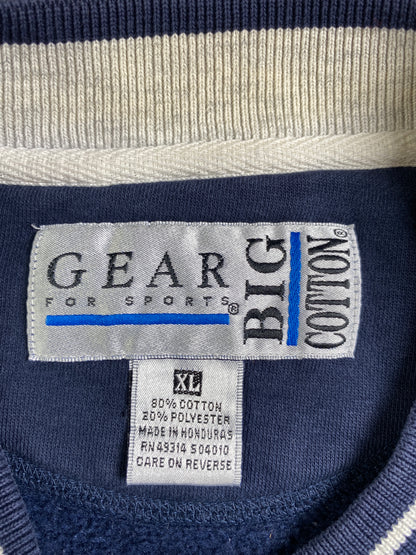 GEAR
FOR SPORTS®
BIG
COTTON®
XL
80% COTTON
20% POLYESTER
MADE IN HONDURAS
RN 49314 S04010
CARE ON REVERSE